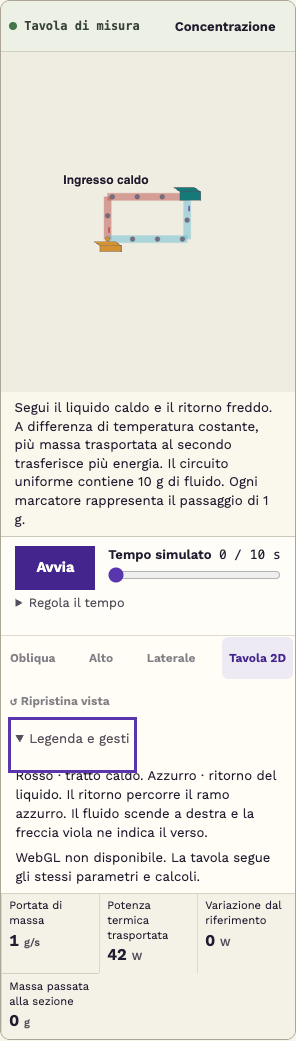 Tavola di misura
Concentrazione
Ingresso caldo
Segui il liquido caldo e il ritorno freddo.
A differenza di temperatura costante,
più massa trasportata al secondo
trasferisce più energia. Il circuito
uniforme contiene 10 g di fluido. Ogni
marcatore rappresenta il passaggio di 1
g.
Avvia
Tempo simulato 0 / 10 s
▶ Regola il tempo
Obliqua
Alto
Laterale
Tavola 2D
↺ Ripristina vista
▼ Legenda e gesti
Rosso · tratto caldo. Azzurro · ritorno del
liquido. Il ritorno percorre il ramo
azzurro. Il fluido scende a destra e la
freccia viola ne indica il verso.
WebGL non disponibile. La tavola segue
gli stessi parametri e calcoli.
Portata di
massa
1 g/s
Potenza
termica
trasportata
42 W
Variazione dal
riferimento
0 W
Massa passata
alla sezione
0 g